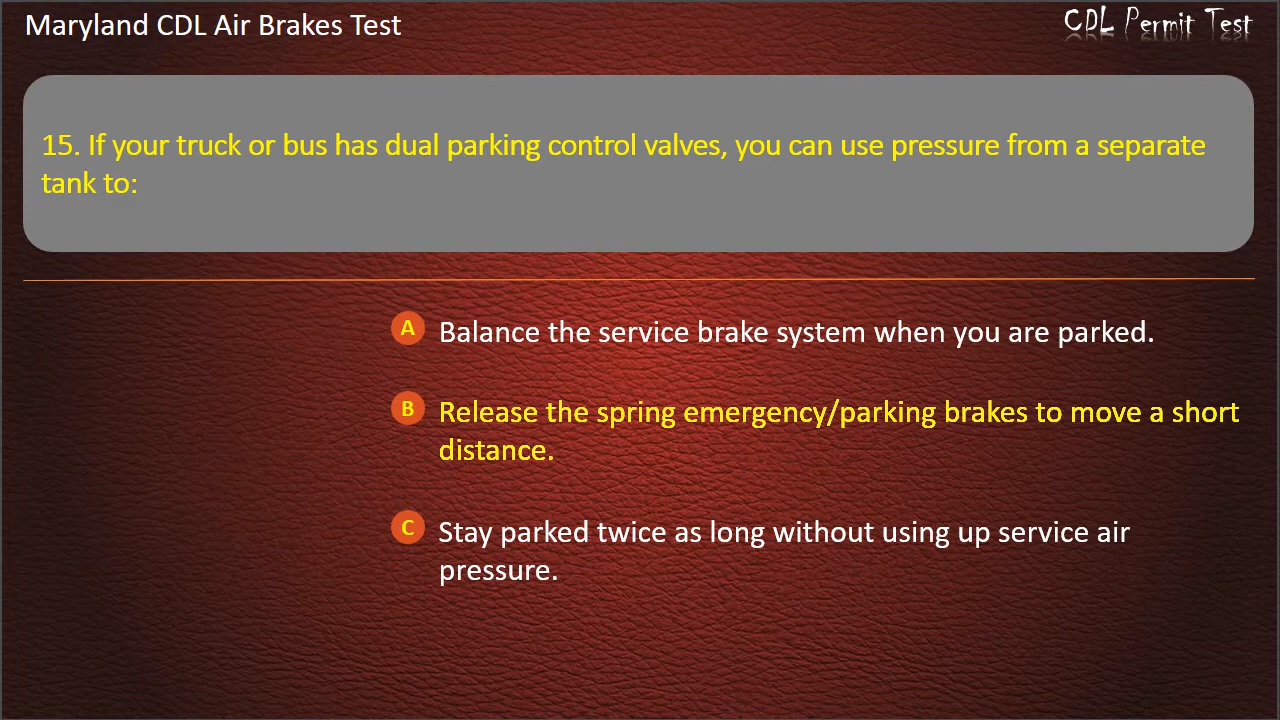 Maryland CDL Air Brakes Test
CDL Permit Test
15. If your truck or bus has dual parking control valves, you can use pressure from a separate
tank to:
A Balance the service brake system when you are parked.
B Release the spring emergency/parking brakes to move a short
distance.
C Stay parked twice as long without using up service air
pressure.